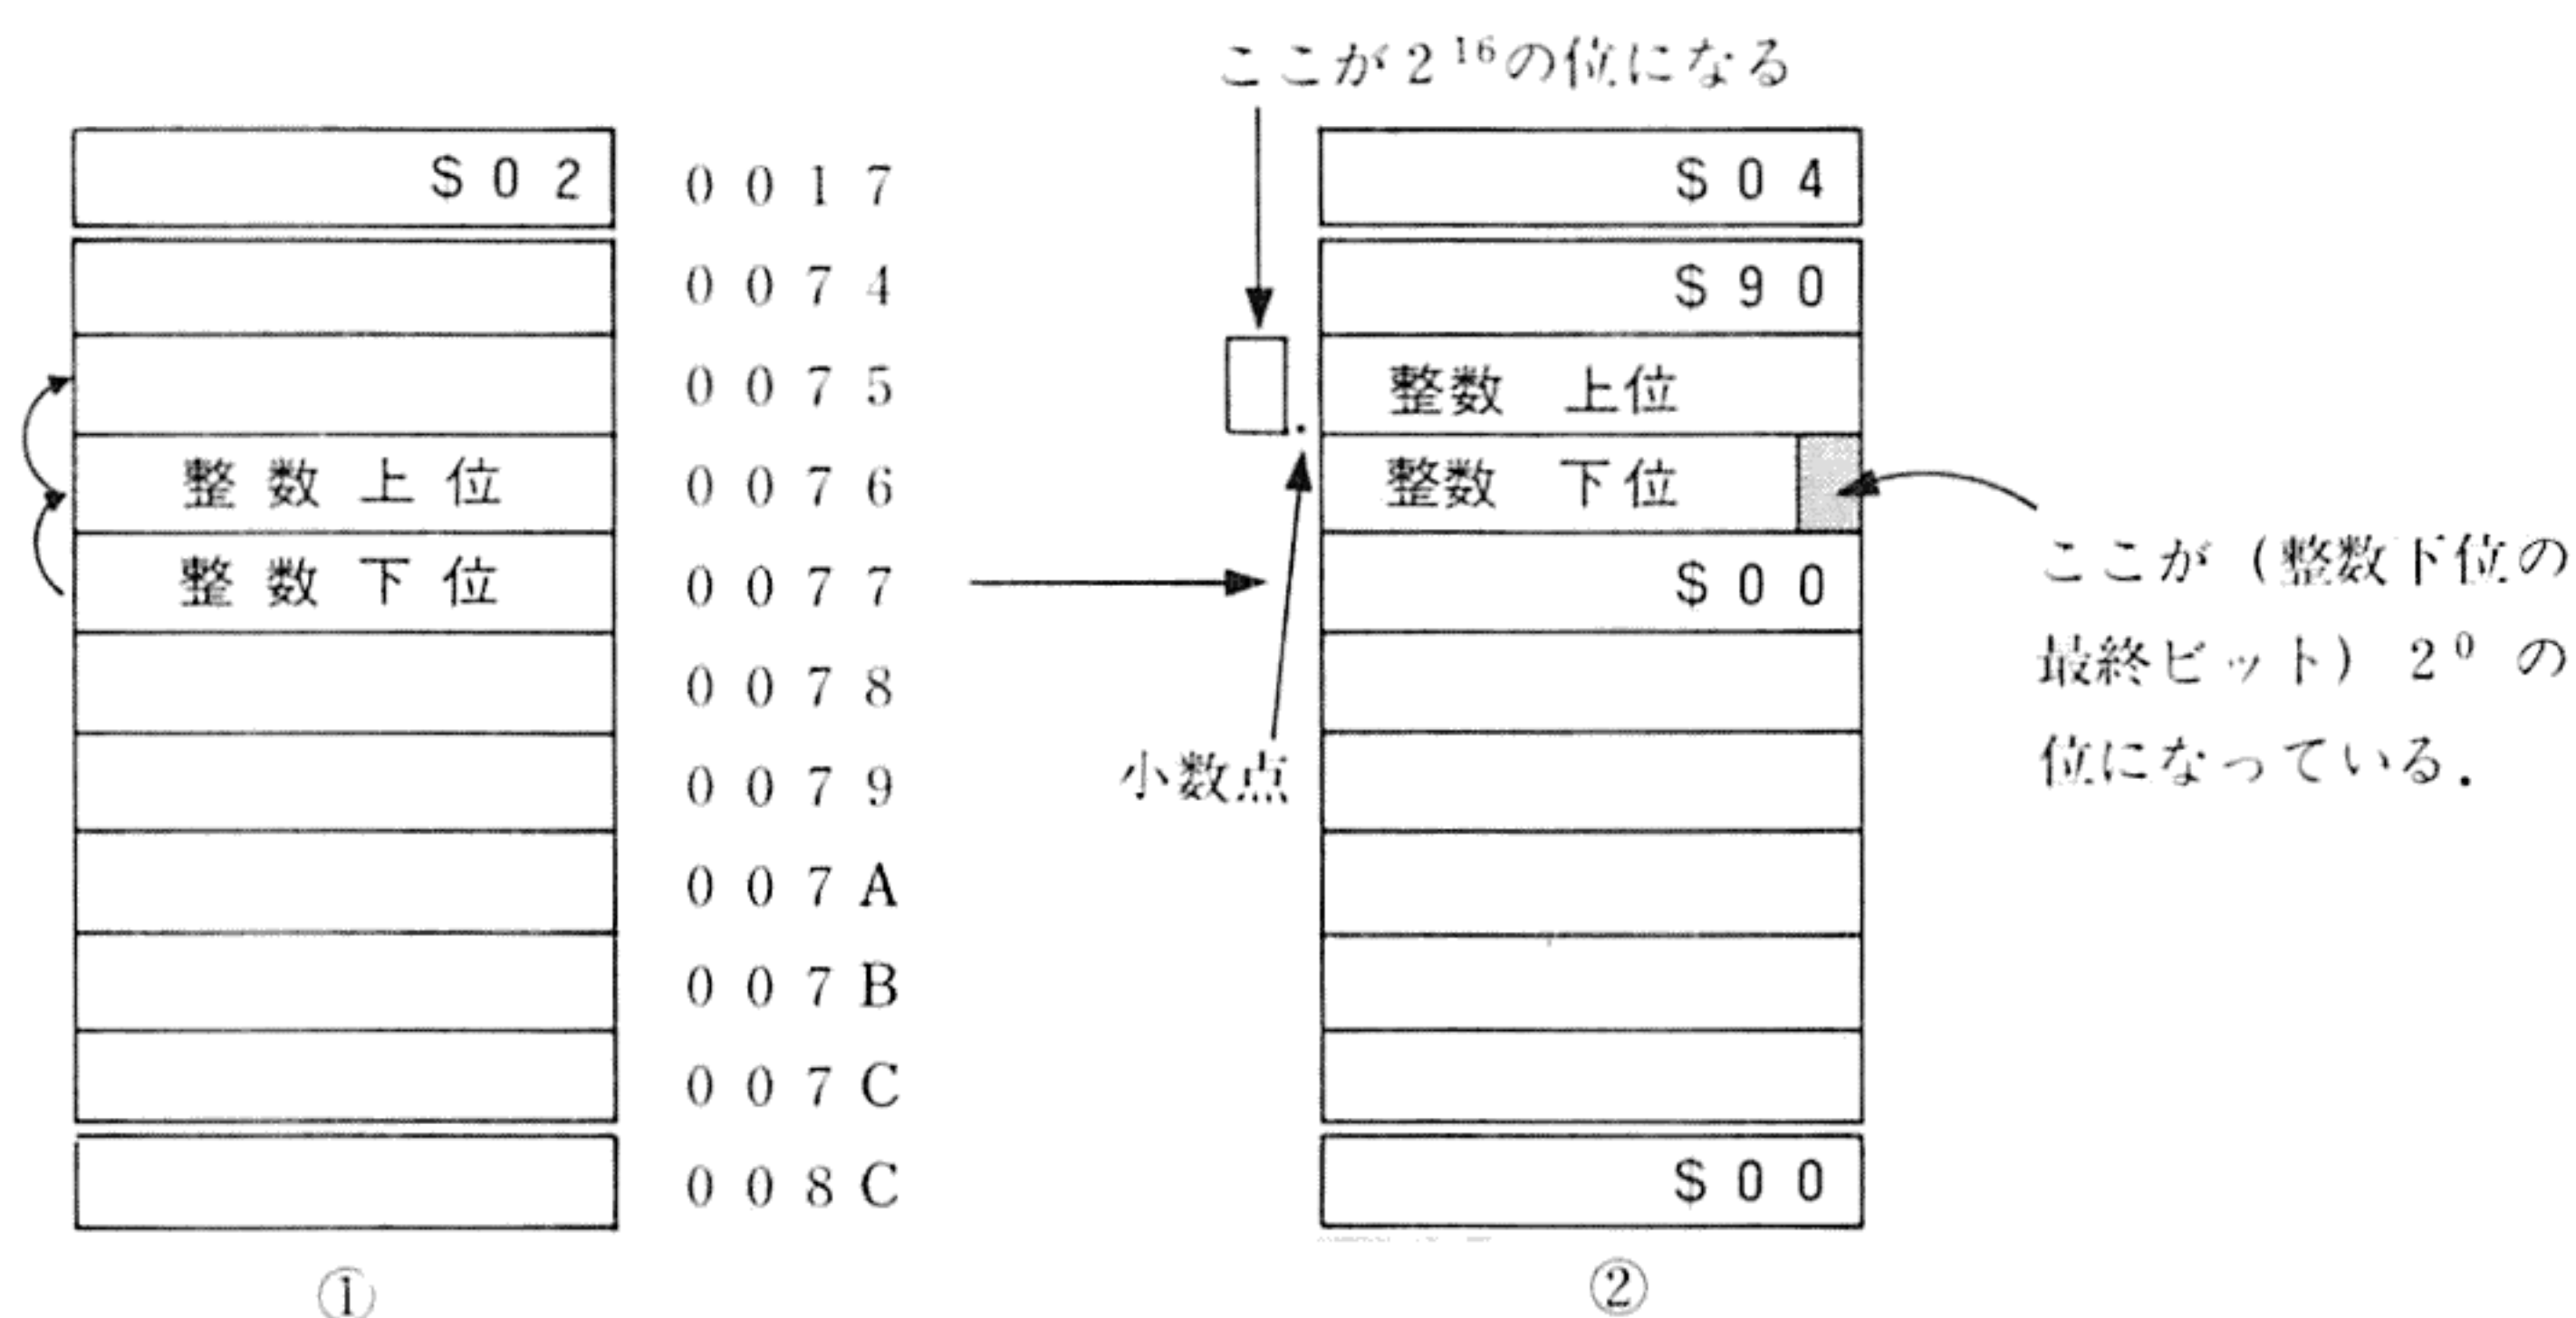 ここが2¹⁶の位になる
$02 0017 $04
0074 $90
0075 整数 上位
整数上位 0076 整数 下位
整数下位 0077 $00
ここが（整数下位の
最終ビット）2⁰の
位になっている．
0078
0079
小数点
007A
007B
007C
008C $00
① ②